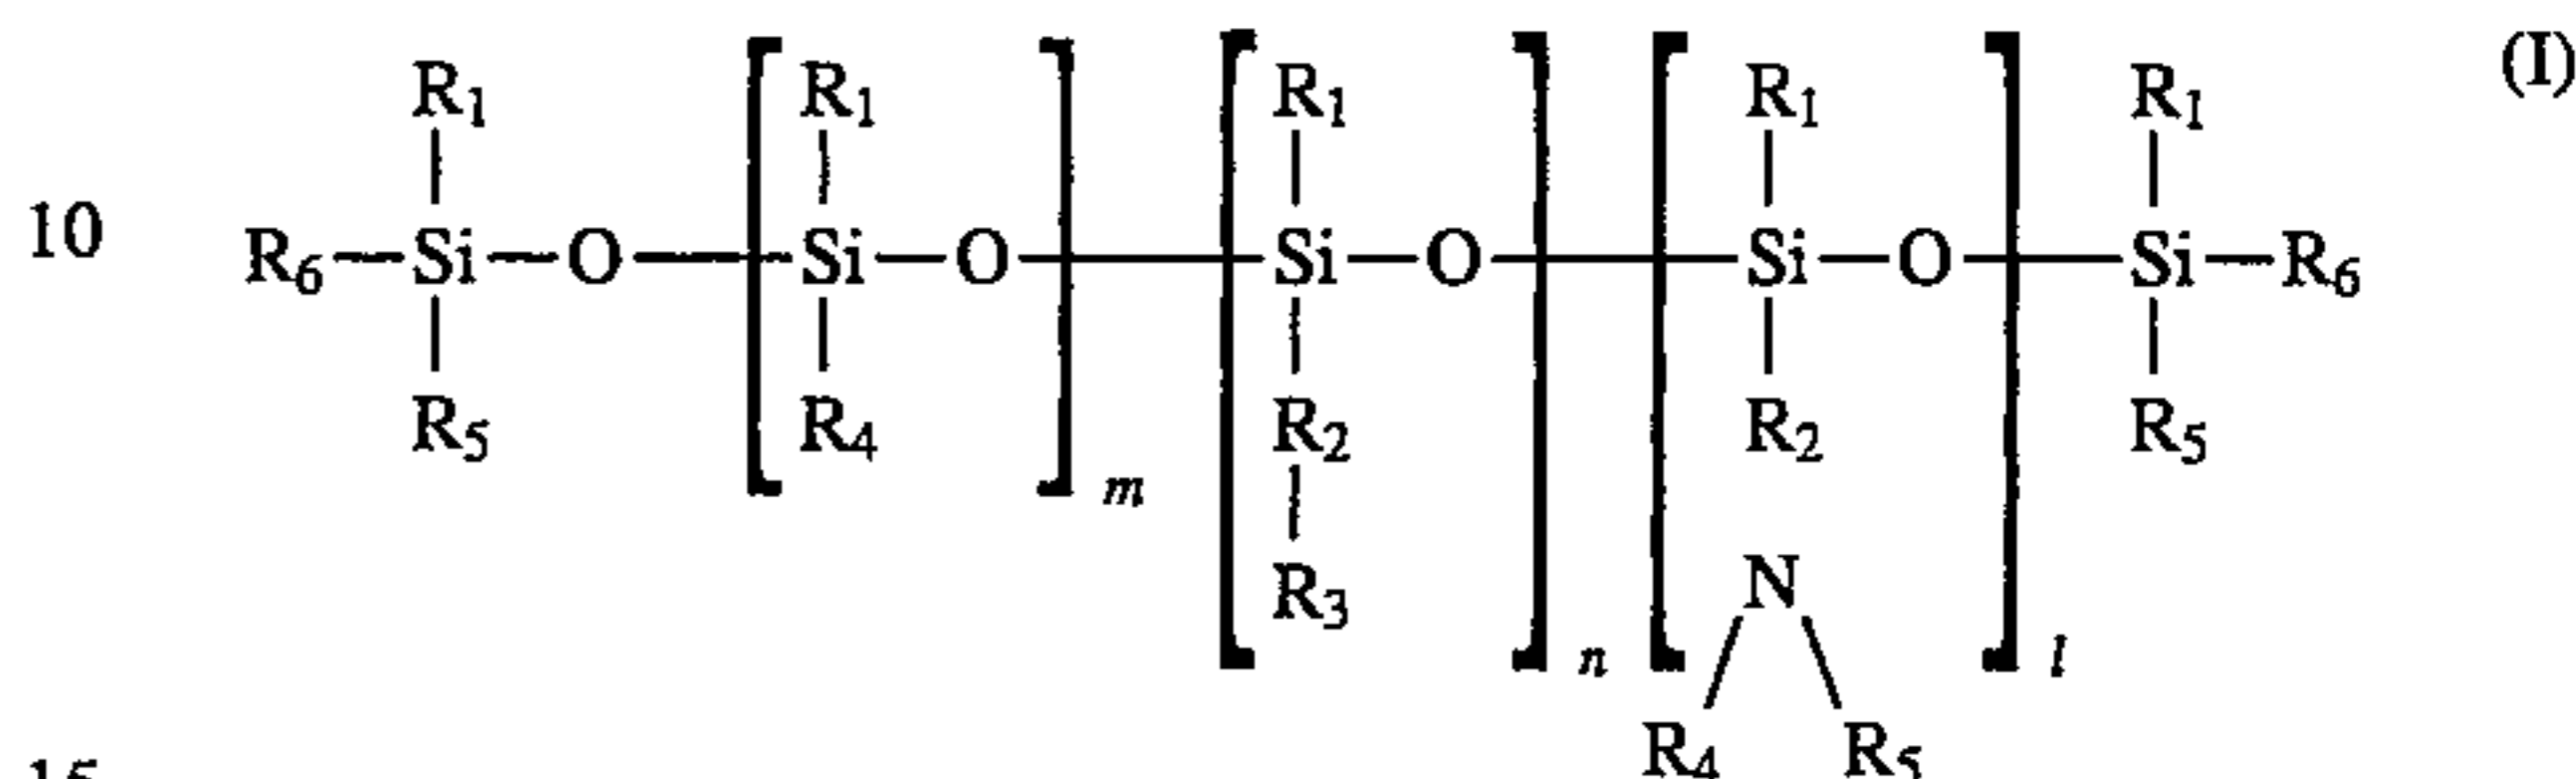 R1 R1 R1 R1 R1 (I)
10 R6—Si—O—Si—O—Si—O—Si—O—Si—R6
R5 R4 R2 R2 R5
m
R3 N
n l
R4 R5